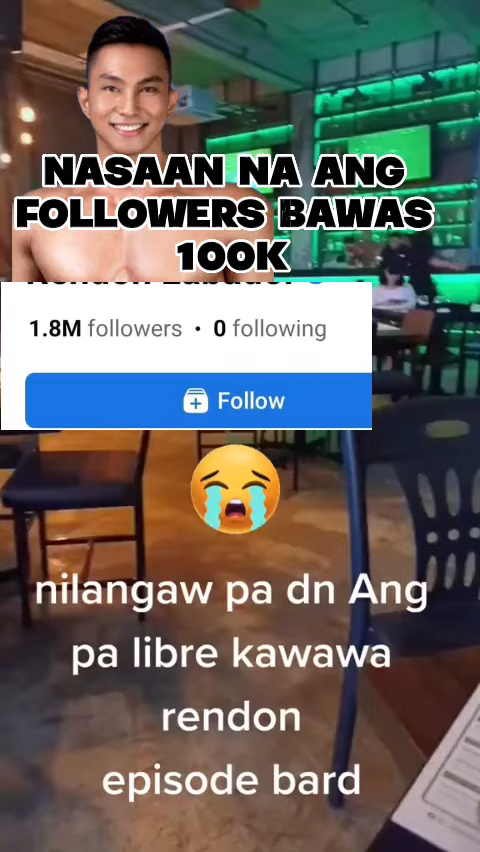 NASAAN NA ANG
FOLLOWERS BAWAS
100K
1.8M followers • 0 following
Follow
nilangaw pa dn Ang
pa libre kawawa
rendon
episode bard